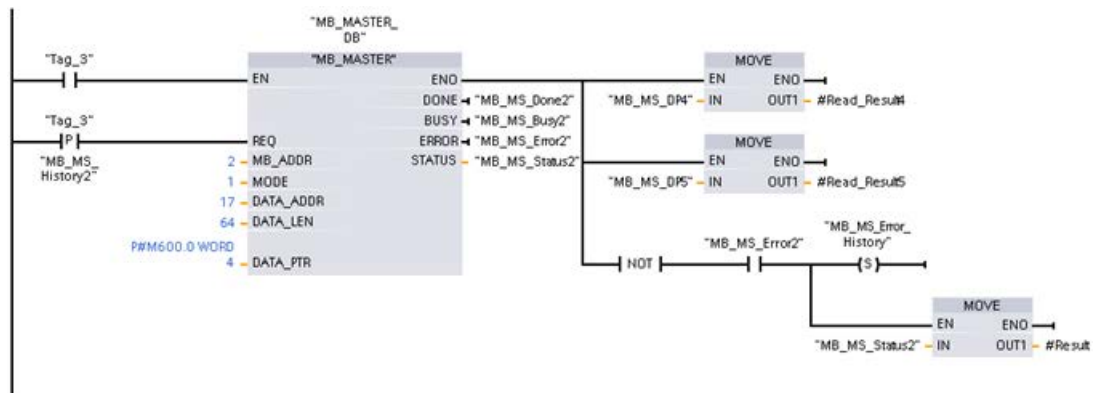 "MB_MASTER_
DB"
"Tag_3"
"MB_MASTER"
MOVE
EN
ENO
EN
ENO
DONE
"MB_MS_Done2"
"MB_MS_DP4"
IN
OUT1
#Read_Result4
"Tag_3"
BUSY
"MB_MS_Busy2"
P
REQ
ERROR
"MB_MS_Error2"
MOVE
"MB_MS_
History2"
2
MB_ADDR
STATUS
"MB_MS_Status2"
EN
ENO
1
MODE
"MB_MS_DP5"
IN
OUT1
#Read_Result5
17
DATA_ADDR
64
DATA_LEN
"MB_MS_Error_
History"
P#M600.0 WORD
4
DATA_PTR
NOT
"MB_MS_Error2"
S
MOVE
EN
ENO
"MB_MS_Status2"
IN
OUT1
#Result